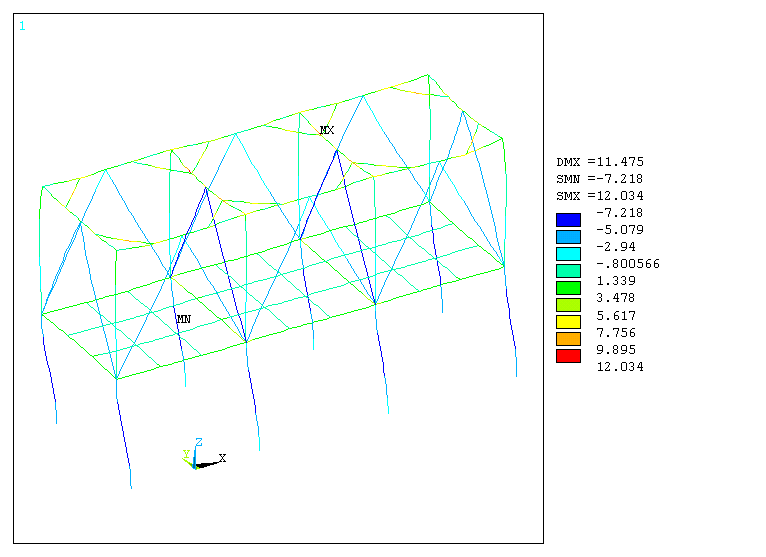 1
MX
DMX =11.475
SMN =-7.218
SMX =12.034
-7.218
-5.079
-2.94
-.800566
1.339
3.478
5.617
7.756
9.895
12.034
MN
Z
Y
X